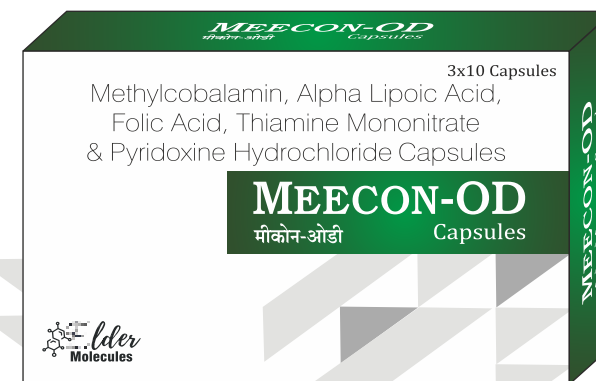 MEECON-OD
मीकोन-ओडी Capsules
3x10 Capsules
Methylcobalamin, Alpha Lipoic Acid,
Folic Acid, Thiamine Mononitrate
& Pyridoxine Hydrochloride Capsules
MEECON-OD
मीकोन-ओडी Capsules
Elder
Molecules
MEECON-OD